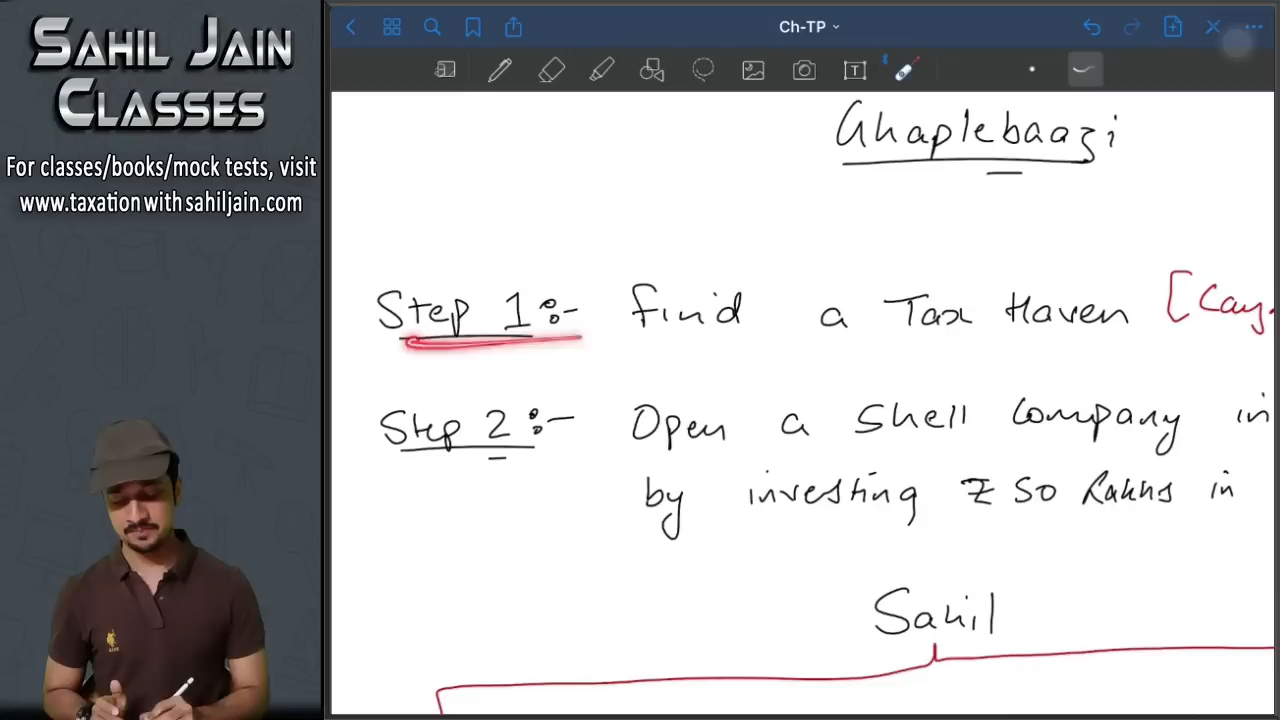 SAHIL JAIN
CLASSES
For classes/books/mock tests, visit
www.taxationwithsahiljain.com
Ch-TP
T
Ghaplebaazi
Step 1:- Find a Tax Haven [Cay
Step 2:- Open a Shell Company in
by investing ₹ 50 Lakhs in
Sahil